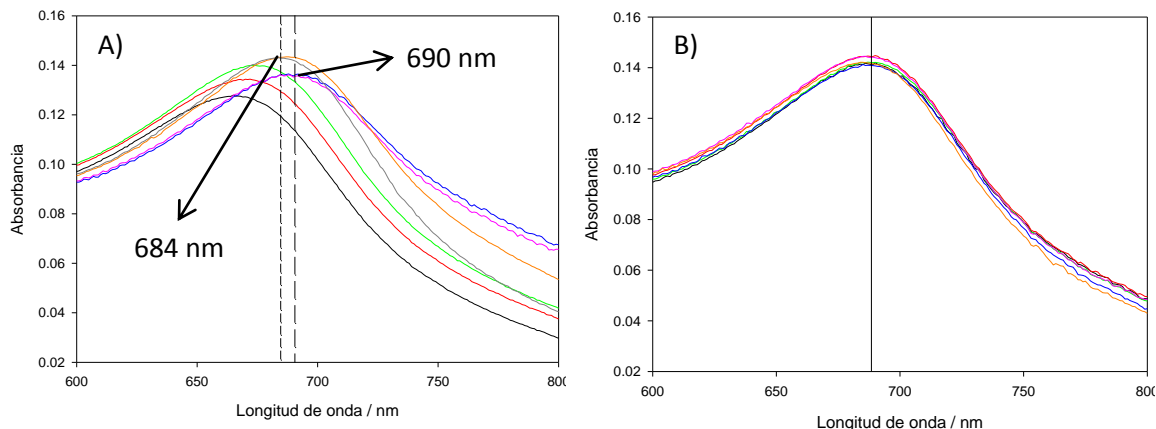 A)
690 nm
684 nm
Absorbancia
0.16
0.14
0.12
0.10
0.08
0.06
0.04
0.02
600 650 700 750 800
Longitud de onda / nm
B)
Absorbancia
0.16
0.14
0.12
0.10
0.08
0.06
0.04
0.02
600 650 700 750 800
Longitud de onda / nm